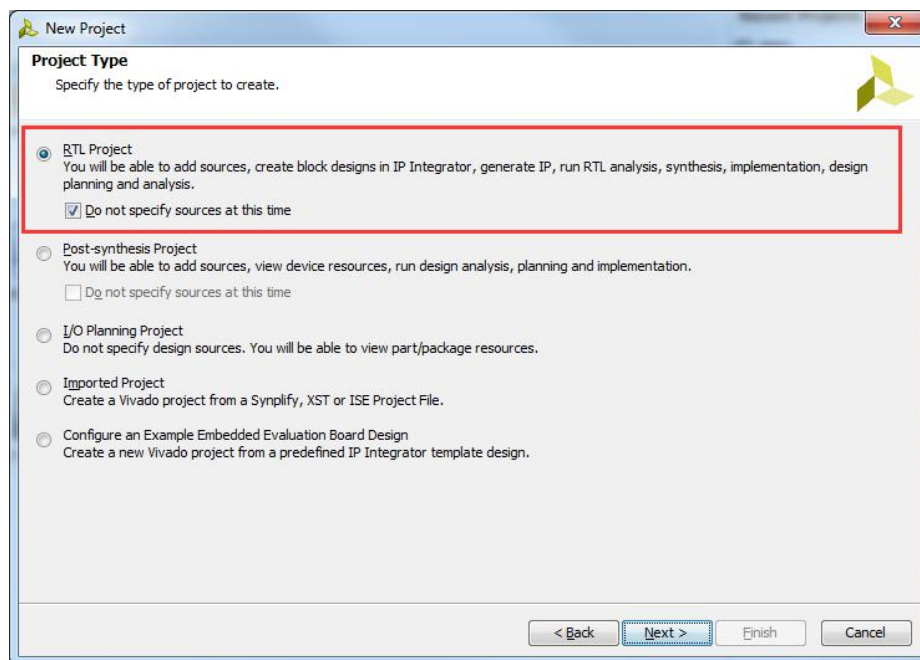 New Project
Project Type
Specify the type of project to create.
RTL Project
You will be able to add sources, create block designs in IP Integrator, generate IP, run RTL analysis, synthesis, implementation, design
planning and analysis.
Do not specify sources at this time
Post-synthesis Project
You will be able to add sources, view device resources, run design analysis, planning and implementation.
Do not specify sources at this time
I/O Planning Project
Do not specify design sources. You will be able to view part/package resources.
Imported Project
Create a Vivado project from a Synplify, XST or ISE Project File.
Configure an Example Embedded Evaluation Board Design
Create a new Vivado project from a predefined IP Integrator template design.
< Back Next > Finish Cancel